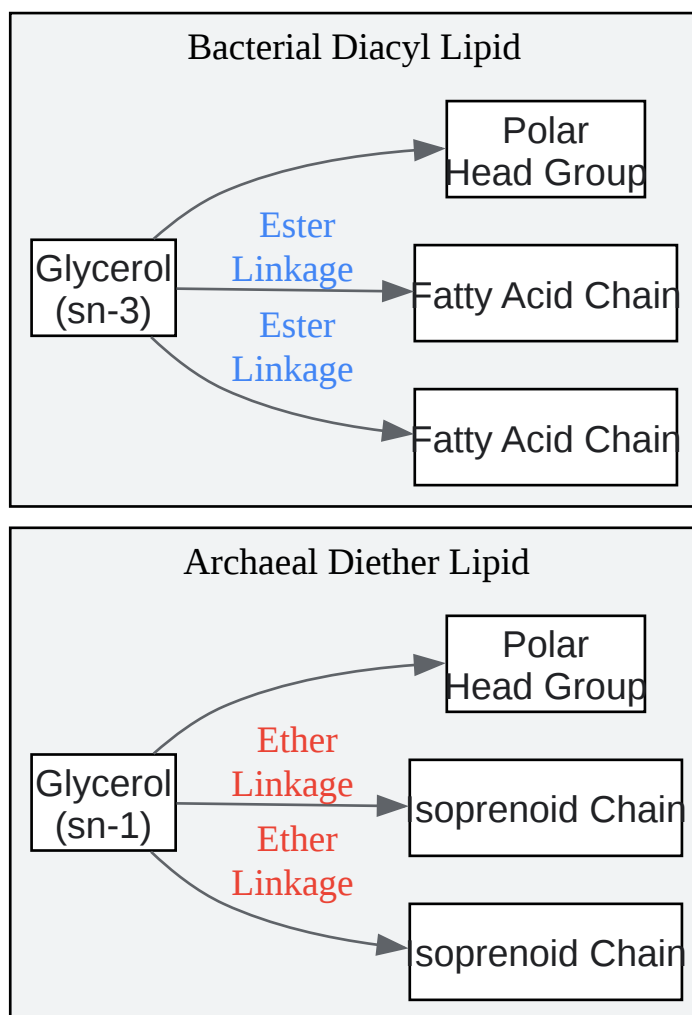 Bacterial Diacyl Lipid
Polar
Head Group
Ester
Linkage
Glycerol
(sn-3)
Fatty Acid Chain
Ester
Linkage
Fatty Acid Chain
Archaeal Diether Lipid
Polar
Head Group
Ether
Linkage
Glycerol
(sn-1)
Isoprenoid Chain
Ether
Linkage
Isoprenoid Chain